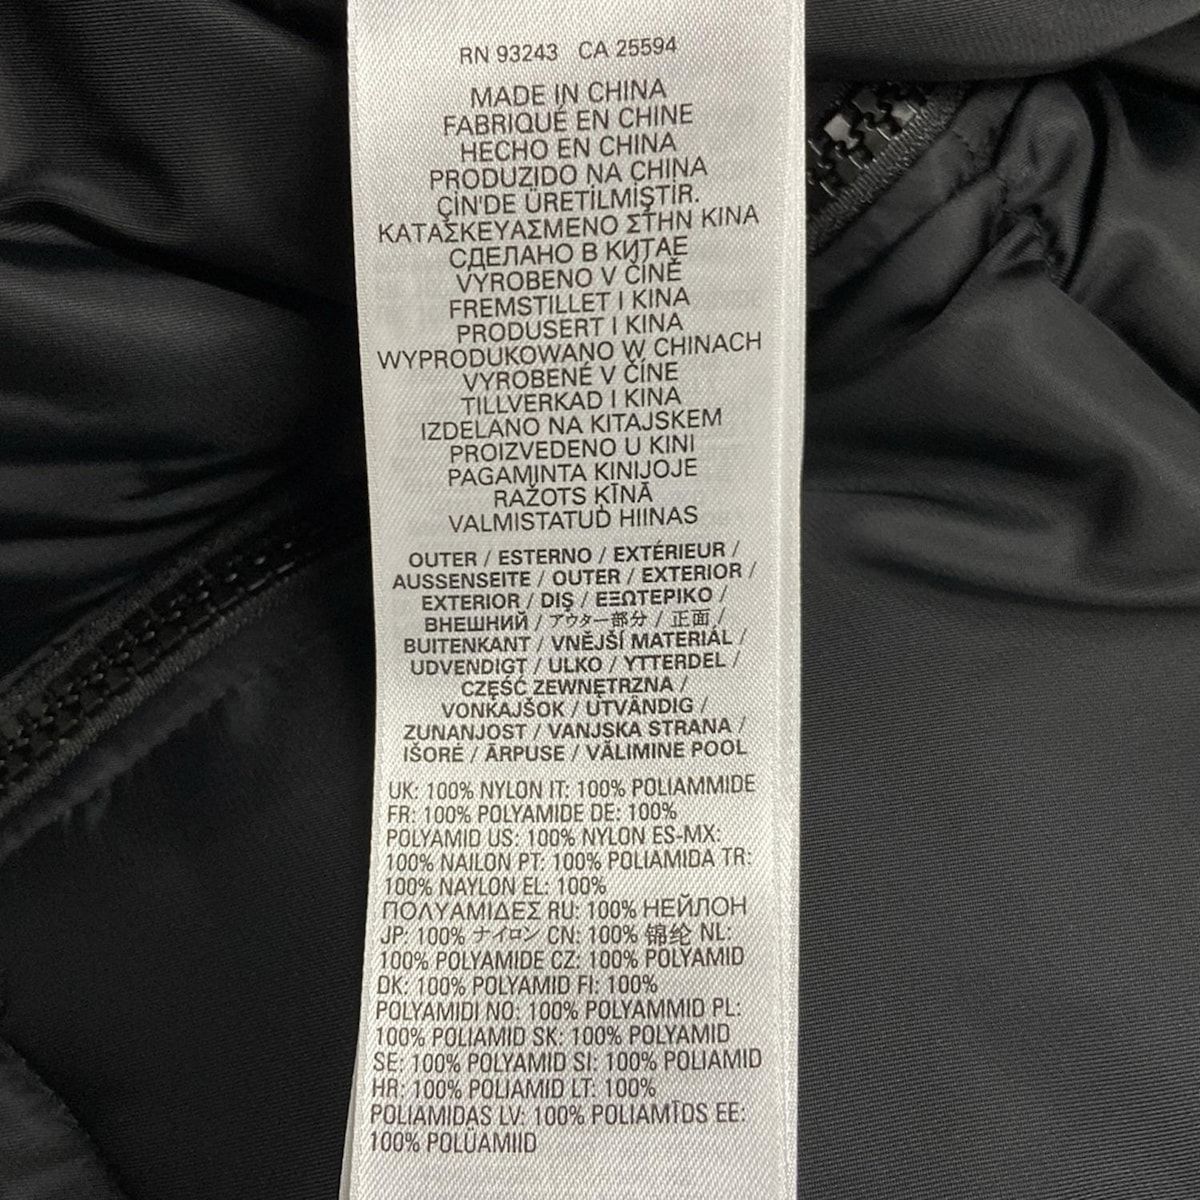 RN 93243 CA 25594
MADE IN CHINA
FABRIQUÉ EN CHINE
HECHO EN CHINA
PRODUZIDO NA CHINA
ÇİN'DE ÜRETİLMİŞTİR.
ΚΑΤΑΣΚΕΥΑΣΜΕΝΟ ΣΤΗΝ ΚΙΝΑ
СДЕЛАНО В КИТАЕ
VYROBENO V ČÍNĚ
FREMSTILLET I KINA
PRODUSERT I KINA
WYPRODUKOWANO W CHINACH
VYROBENÉ V ČÍNE
TILLVERKAD I KINA
IZDELANO NA KITAJSKEM
PROIZVEDENO U KINI
PAGAMINTA KINIJOJE
RAŽOTS ĶĪNĀ
VALMISTATUD HIINAS
OUTER / ESTERNO / EXTÉRIEUR /
AUSSENSEITE / OUTER / EXTERIOR /
EXTERIOR / DIŞ / ΕΞΩΤΕΡΙΚΟ /
ВНЕШНИЙ / アウター部分 / 正面 /
BUITENKANT / VNĚJŠÍ MATERIÁL /
UDVENDIGT / ULKO / YTTERDEL /
CZĘŚĆ ZEWNĘTRZNA /
VONKAJŠOK / UTVÄNDIG /
ZUNANJOST / VANJSKA STRANA /
IŠORĖ / ĀRPUSE / VÄLIMINE POOL
UK: 100% NYLON IT: 100% POLIAMMIDE
FR: 100% POLYAMIDE DE: 100%
POLYAMID US: 100% NYLON ES-MX:
100% NAILON PT: 100% POLIAMIDA TR:
100% NAYLON EL: 100%
ΠΟΛΥΑΜΙΔΕΣ RU: 100% НЕЙЛОН
JP: 100% ナイロン CN: 100% 锦纶 NL:
100% POLYAMIDE CZ: 100% POLYAMID
DK: 100% POLYAMID FI: 100%
POLYAMIDI NO: 100% POLYAMMID PL:
100% POLIAMID SK: 100% POLYAMID
SE: 100% POLYAMID SI: 100% POLIAMID
HR: 100% POLIAMID LT: 100%
POLIAMIDAS LV: 100% POLIAMĪDS EE:
100% POLÜAMIID